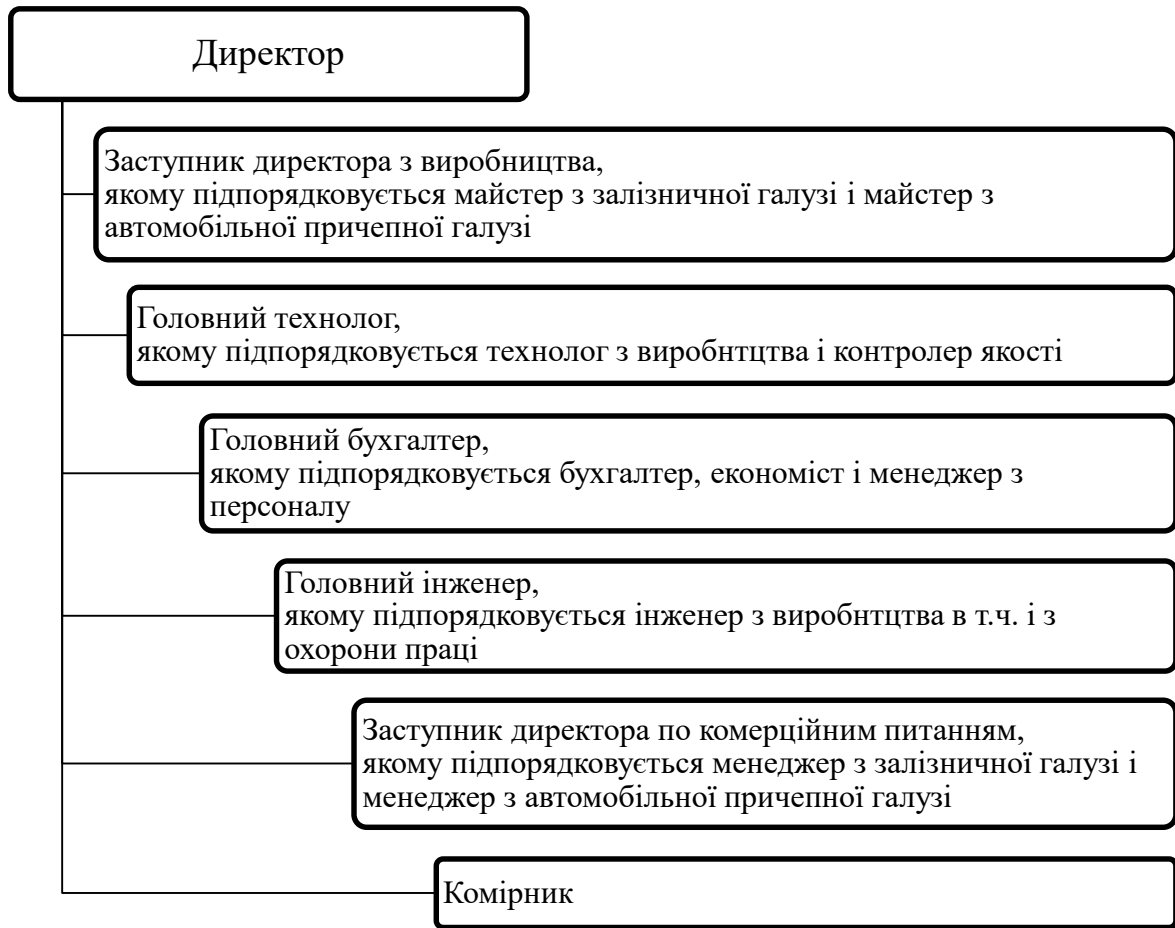 Директор
Заступник директора з виробництва,
якому підпорядковується майстер з залізничної галузі і майстер з
автомобільної причепної галузі
Головний технолог,
якому підпорядковується технолог з виробнтцтва і контролер якості
Головний бухгалтер,
якому підпорядковується бухгалтер, економіст і менеджер з
персоналу
Головний інженер,
якому підпорядковується інженер з виробнтцтва в т.ч. і з
охорони праці
Заступник директора по комерційним питанням,
якому підпорядковується менеджер з залізничної галузі і
менеджер з автомобільної причепної галузі
Комірник